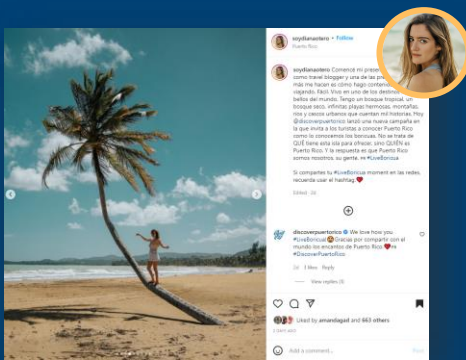 soydianaotero • Follow
Puerto Rico
soydianaotero Comencé mi
como travel blogger y una de las
más me hacen es cómo hago
viajando. Fácil. Vivo en uno de los destinos
bellos del mundo. Tengo un bosque tropical, un
bosque seco, infinitas playas hermosas, montañas,
ríos y cascos urbanos que cuentan mil historias. Hoy
@discoverpuertorico lanzó una nueva campaña en
la que invita a los turistas a conocer Puerto Rico
como lo conocemos los boricuas. No se trata de
QUÉ tiene esta isla para ofrecer, sino QUIÉN es
Puerto Rico. Y la respuesta es que Puerto Rico
somos nosotros, su gente. #LiveBoricua
Si compartes tu #LiveBoricua moment en las redes,
recuerda usar el hashtag ❤️
Edited
discoverpuertorico We love how you
#LiveBoricua! Gracias por compartir con el
mundo los encantos de Puerto Rico ❤️
#DiscoverPuertoRico
Reply
View replies
Liked by amandagad and 663 others
Add a comment...
Post